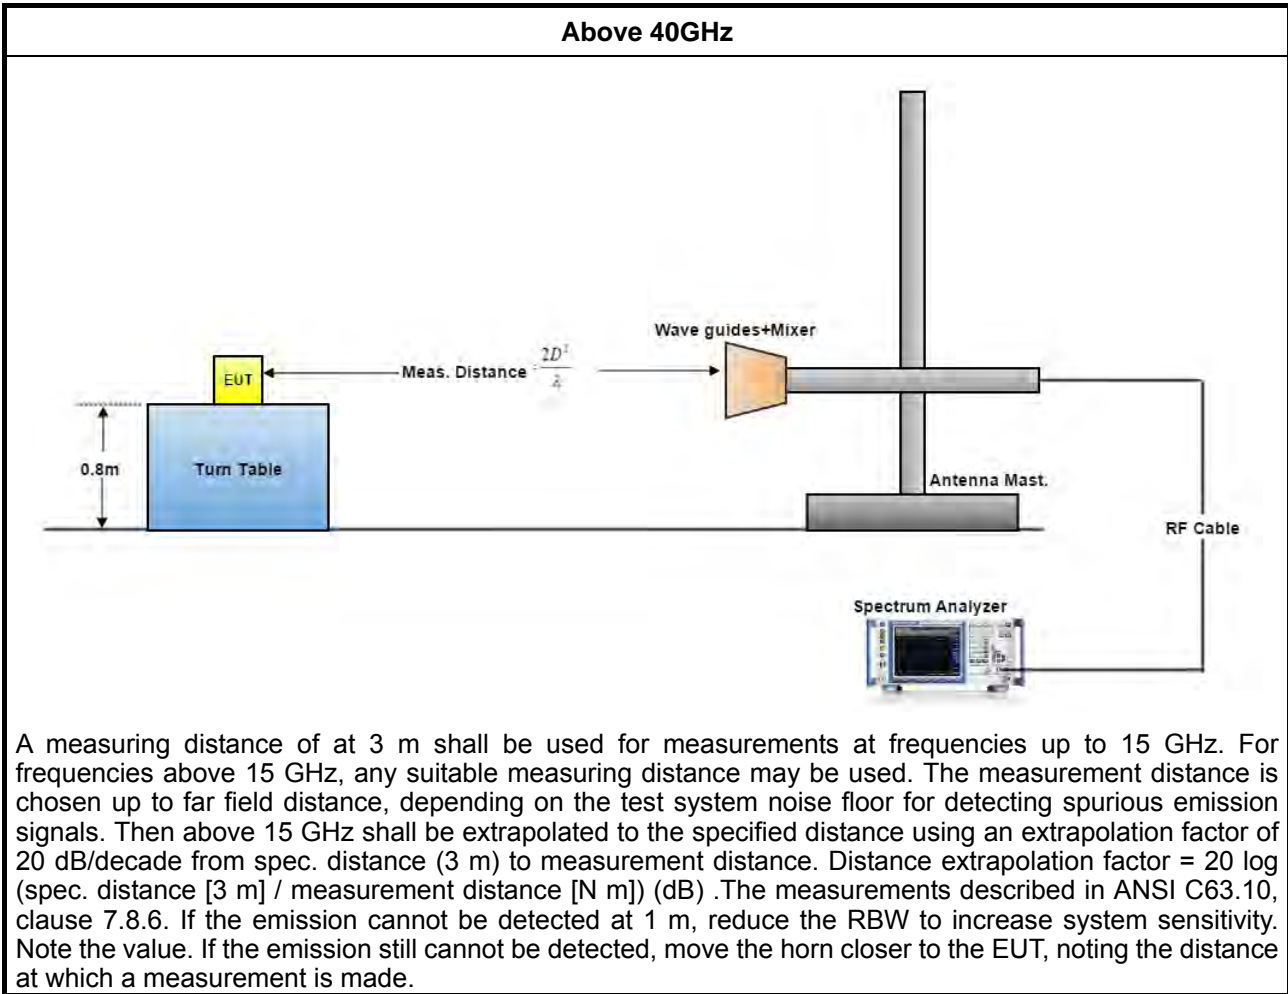 Above 40GHz
Wave guides+Mixer
EUT
Meas. Distance : 2D²/λ
0.8m
Turn Table
Antenna Mast.
RF Cable
Spectrum Analyzer
A measuring distance of at 3 m shall be used for measurements at frequencies up to 15 GHz. For
frequencies above 15 GHz, any suitable measuring distance may be used. The measurement distance is
chosen up to far field distance, depending on the test system noise floor for detecting spurious emission
signals. Then above 15 GHz shall be extrapolated to the specified distance using an extrapolation factor of
20 dB/decade from spec. distance (3 m) to measurement distance. Distance extrapolation factor = 20 log
(spec. distance [3 m] / measurement distance [N m]) (dB) .The measurements described in ANSI C63.10,
clause 7.8.6. If the emission cannot be detected at 1 m, reduce the RBW to increase system sensitivity.
Note the value. If the emission still cannot be detected, move the horn closer to the EUT, noting the distance
at which a measurement is made.